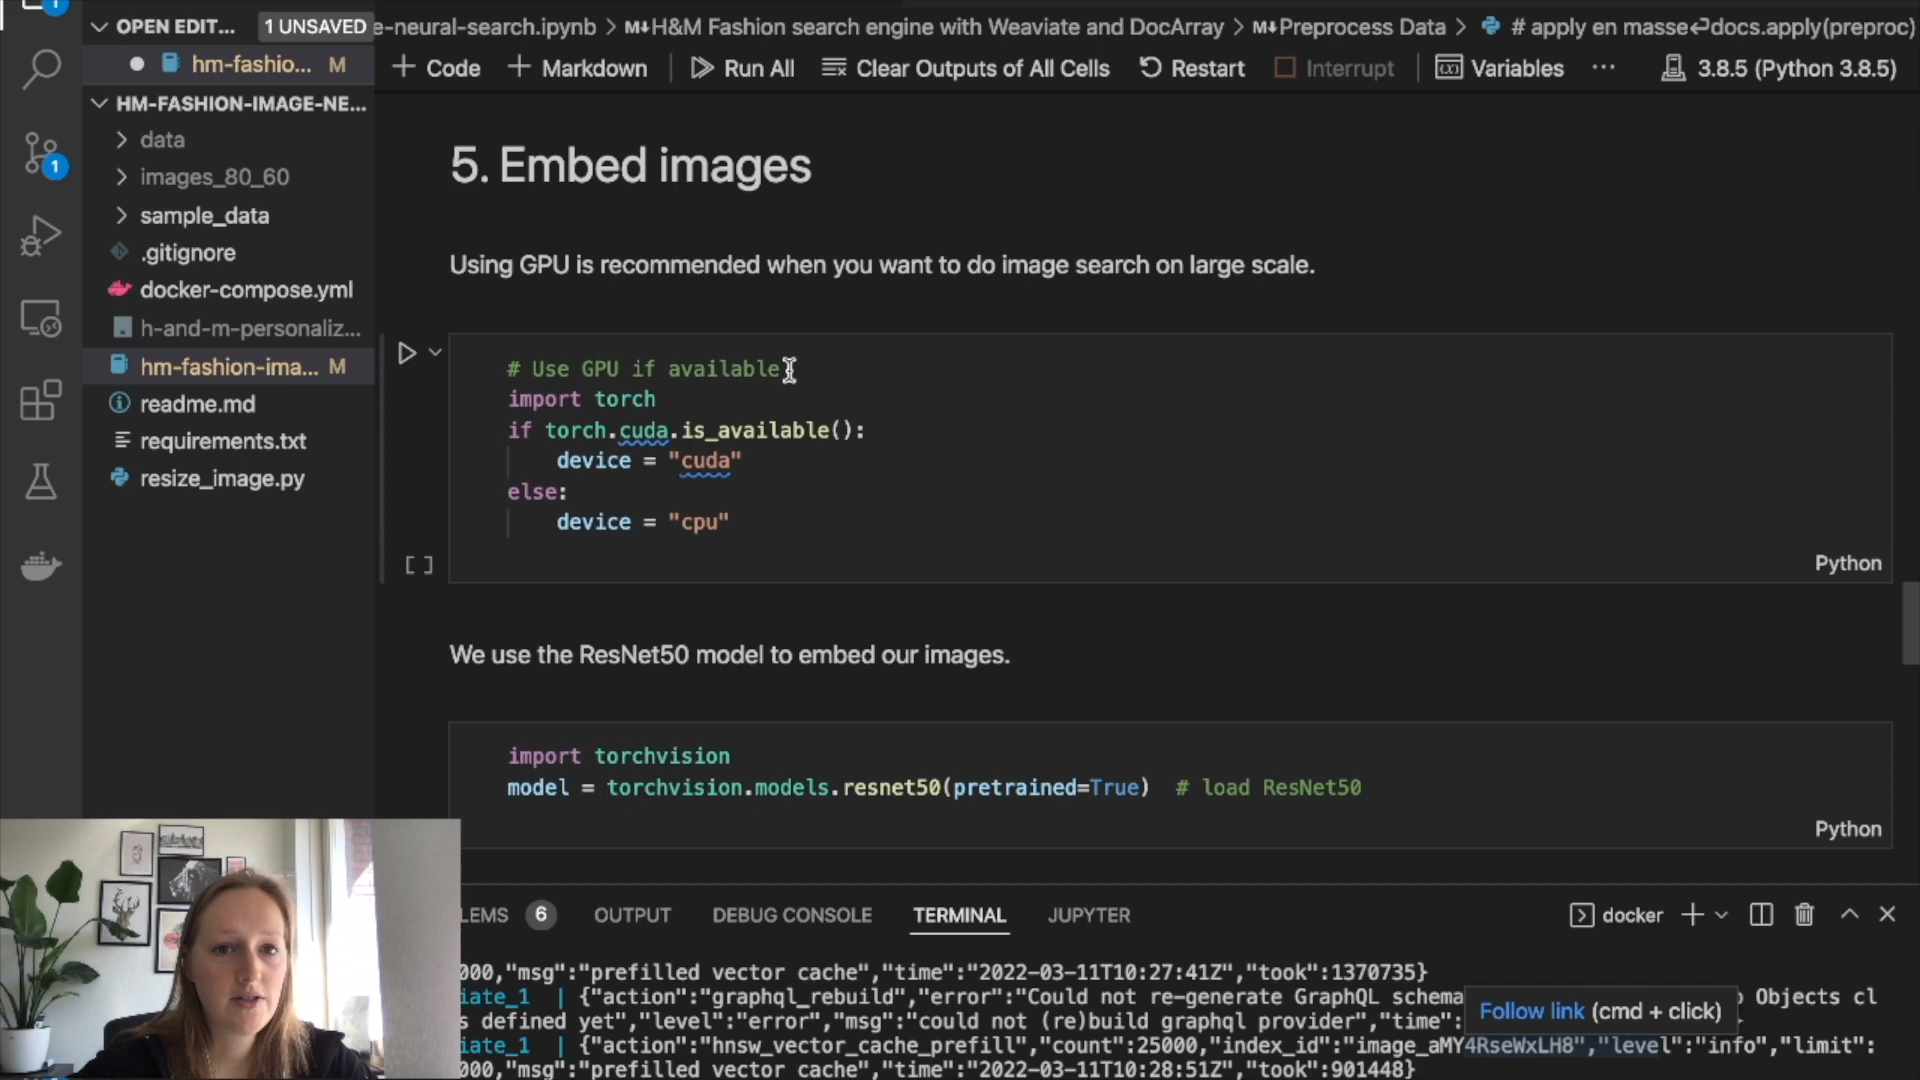 1
OPEN EDIT... 1 UNSAVED
e-neural-search.ipynb > M↓H&M Fashion search engine with Weaviate and DocArray > M↓Preprocess Data > # apply en masse↩docs.apply(preproc)
hm-fashio... M
+ Code + Markdown Run All Clear Outputs of All Cells Restart Interrupt Variables ··· 3.8.5 (Python 3.8.5)
HM-FASHION-IMAGE-NE...
data
images_80_60
sample_data
.gitignore
docker-compose.yml
h-and-m-personaliz...
hm-fashion-ima... M
readme.md
requirements.txt
resize_image.py
1
5. Embed images
Using GPU is recommended when you want to do image search on large scale.
# Use GPU if available
import torch
if torch.cuda.is_available():
device = "cuda"
else:
device = "cpu"
[ ]
Python
We use the ResNet50 model to embed our images.
import torchvision
model = torchvision.models.resnet50(pretrained=True) # load ResNet50
Python
LEMS 6 OUTPUT DEBUG CONSOLE TERMINAL JUPYTER docker
000,"msg":"prefilled vector cache","time":"2022-03-11T10:27:41Z","took":1370735}
iate_1 | {"action":"graphql_rebuild","error":"Could not re-generate GraphQL schema Objects cl
Follow link (cmd + click)
s defined yet","level":"error","msg":"could not (re)build graphql provider","time":
iate_1 | {"action":"hnsw_vector_cache_prefill","count":25000,"index_id":"image_aMY4RseWxLH8","level":"info","limit":
000,"msg":"prefilled vector cache","time":"2022-03-11T10:28:51Z","took":901448}